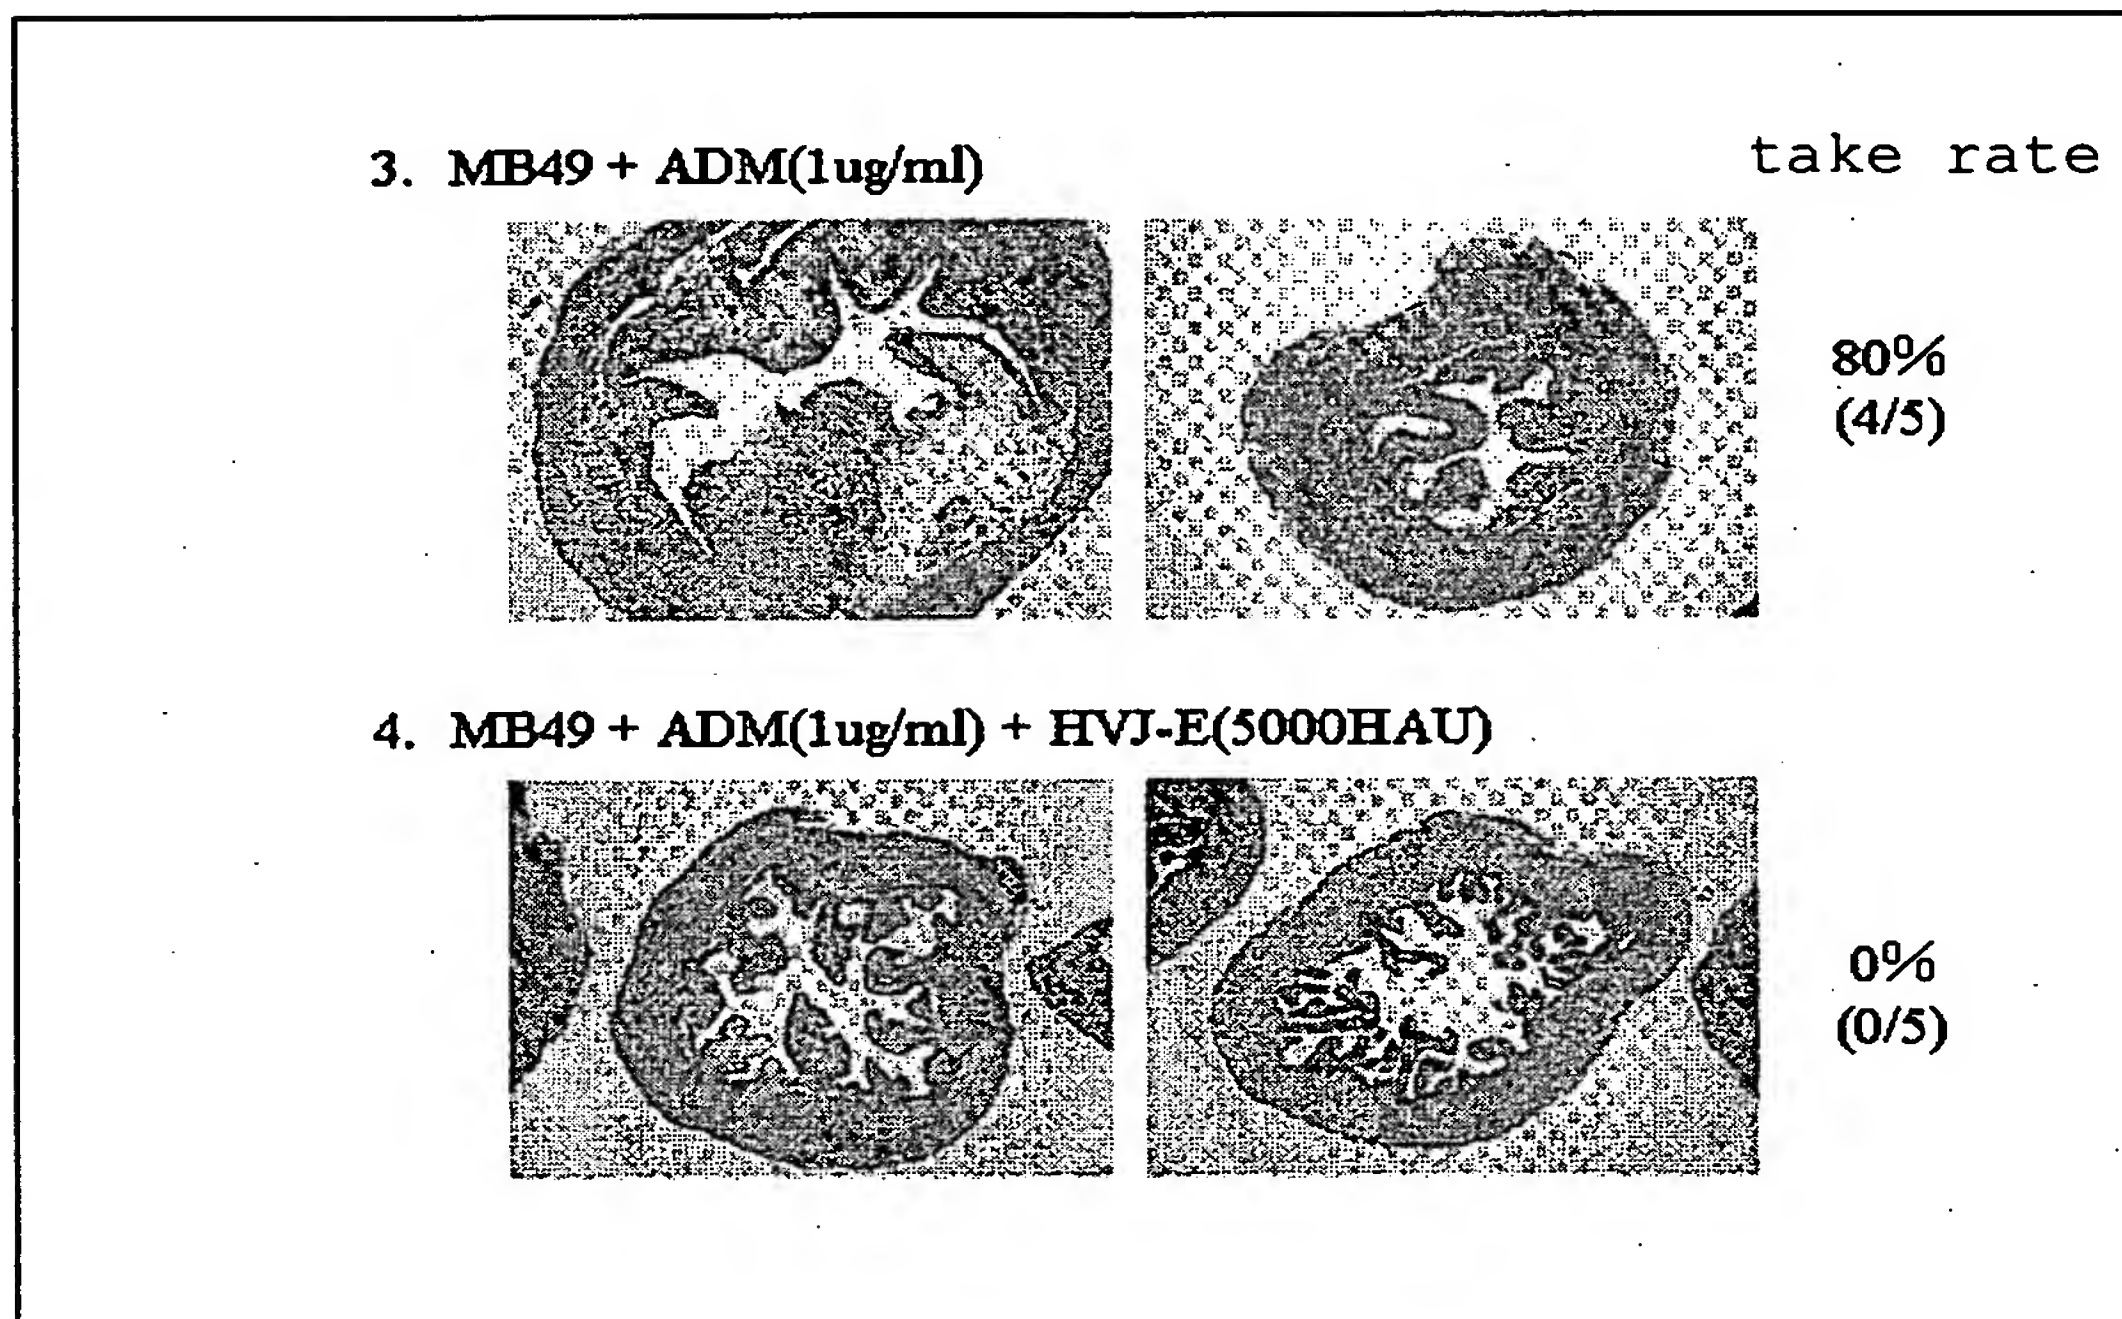 take rate
3. MB49 + ADM(1ug/ml)
80%
(4/5)
4. MB49 + ADM(1ug/ml) + HVJ-E(5000HAU)
0%
(0/5)